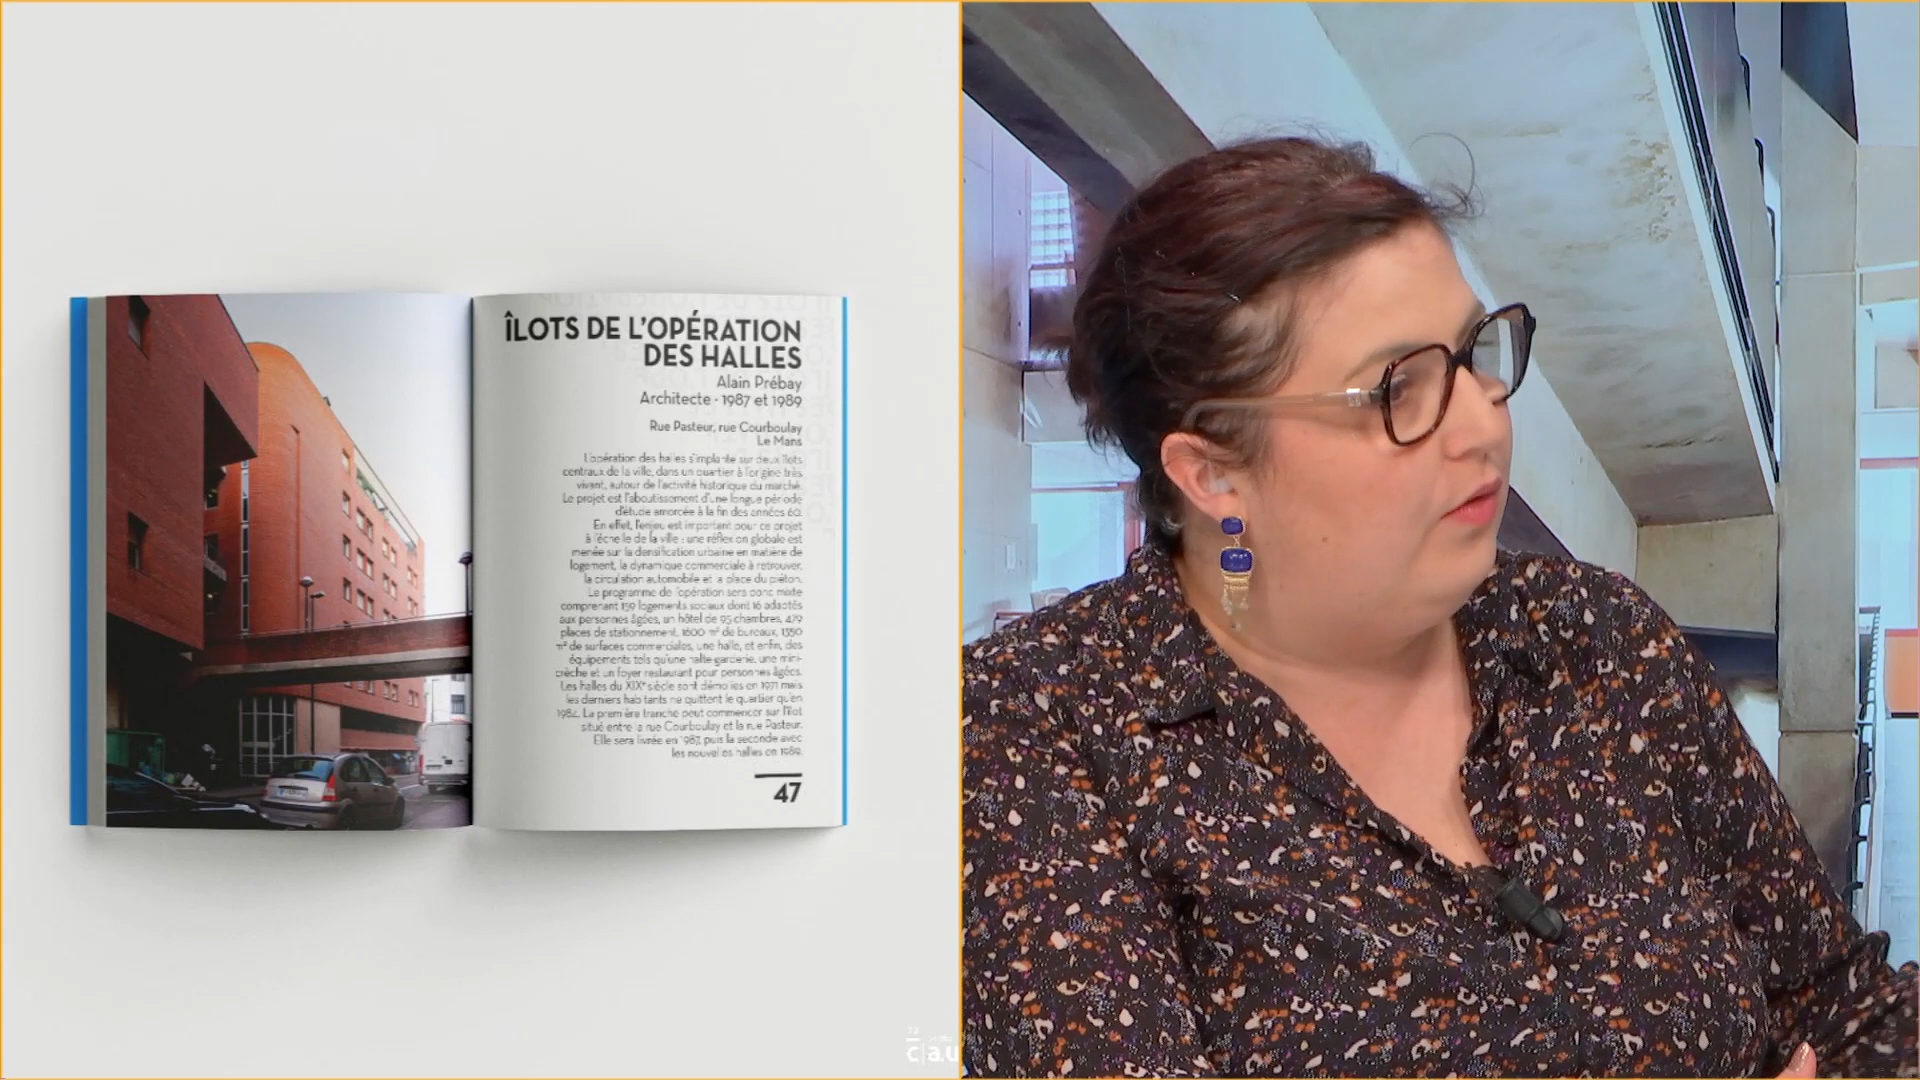 ÎLOTS DE L'OPÉRATION
DES HALLES
Alain Prébay
Architecte - 1987 et 1989
Rue Pasteur, rue Courboulay
Le Mans
L'opération des halles s'implante sur deux îlots
centraux de la ville, dans un quartier à l'origine très
vivant, autour de l'activité historique du marché.
Le projet est l'aboutissement d'une longue période
d'étude amorcée à la fin des années 60.
En effet, l'enjeu est important pour ce projet
à l'échelle de la ville : une réflexion globale est
menée sur la densification urbaine en matière de
logement, la dynamique commerciale à retrouver,
la circulation automobile et la place du piéton.
Le programme de l'opération sera donc mixte
comprenant 159 logements sociaux dont 16 adaptés
aux personnes âgées, un hôtel de 95 chambres, 479
places de stationnement, 1600 m² de bureaux, 1350
m² de surfaces commerciales, une halle, et enfin, des
équipements tels qu'une halte garderie, une mini-
crèche et un foyer restaurant pour personnes âgées.
Les halles du XIXe siècle sont démolies en 1971 mais
les derniers habitants ne quittent le quartier qu'en
1984. La première tranche peut commencer sur l'îlot
situé entre la rue Courboulay et la rue Pasteur.
Elle sera livrée en 1987, puis la seconde avec
les nouvelles halles en 1989.
47
c|a.u